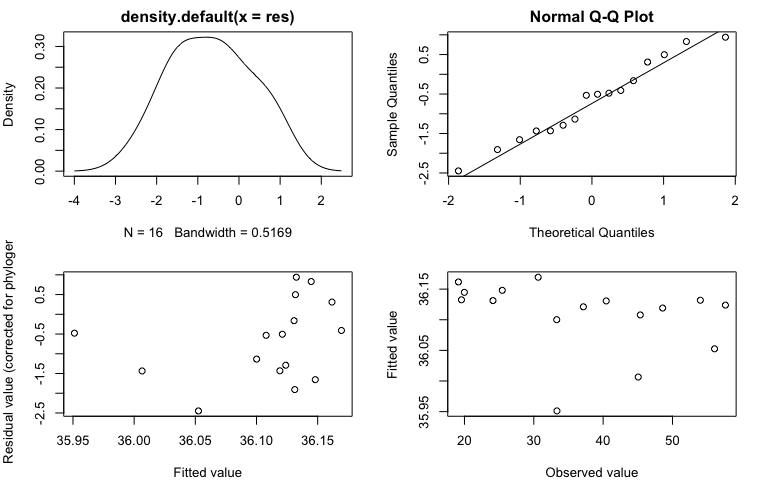 density.default(x = res)
Density
0.00 0.10 0.20 0.30
-4 -3 -2 -1 0 1 2
N = 16 Bandwidth = 0.5169
Normal Q-Q Plot
Sample Quantiles
-2.5 -1.5 -0.5 0.5
-2 -1 0 1 2
Theoretical Quantiles
Residual value (corrected for phyloger
-2.5 -1.5 -0.5 0.5
35.95 36.00 36.05 36.10 36.15
Fitted value
Fitted value
35.95 36.05 36.15
20 30 40 50
Observed value